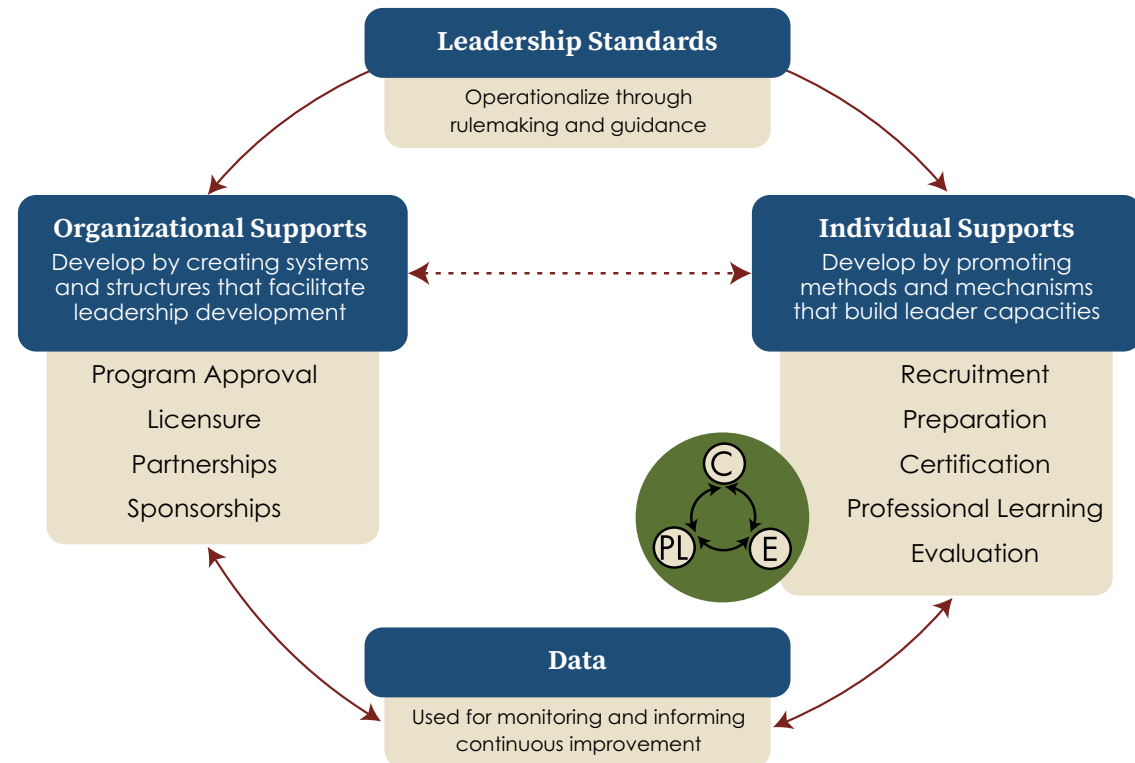 Leadership Standards
Operationalize through
rulemaking and guidance
Organizational Supports
Develop by creating systems
and structures that facilitate
leadership development
Program Approval
Licensure
Partnerships
Sponsorships
Individual Supports
Develop by promoting
methods and mechanisms
that build leader capacities
Recruitment
Preparation
Certification
Professional Learning
Evaluation
C
PL
E
Data
Used for monitoring and informing
continuous improvement